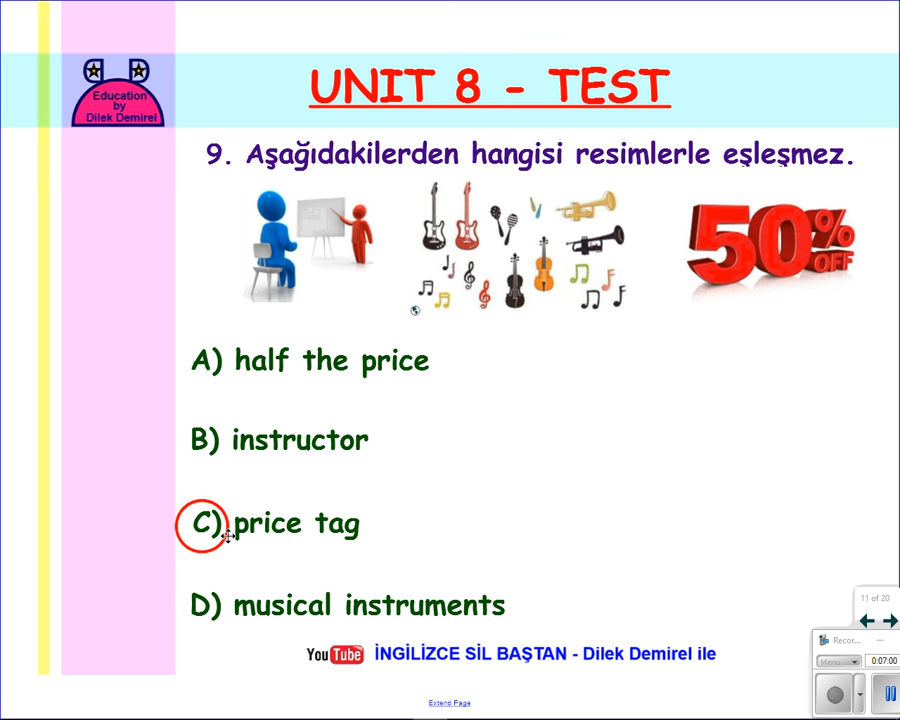 Education
by
Dilek Demirel
UNIT 8 - TEST
9. Aşağıdakilerden hangisi resimlerle eşleşmez.
50%
OFF
A) half the price
B) instructor
C) price tag
D) musical instruments
YouTube İNGİLİZCE SİL BAŞTAN - Dilek Demirel ile
Extend Page
11 of 20
Recor...
Menu
0:07:00